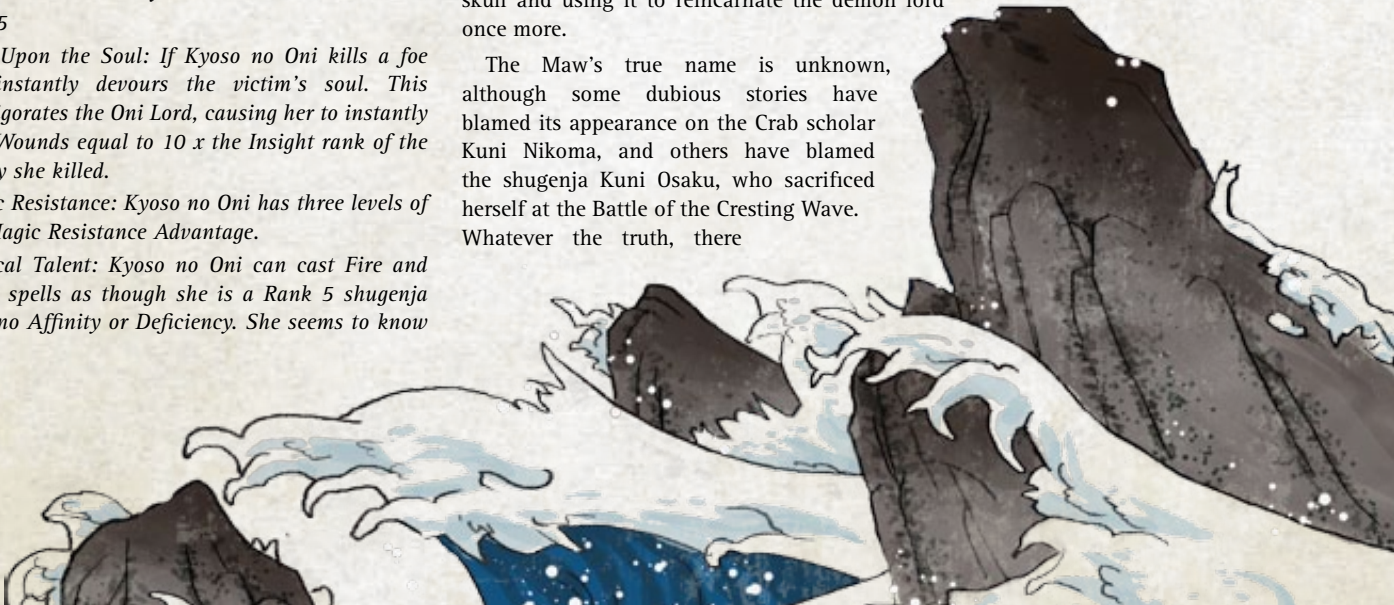 5
Upon the Soul: If Kyoso no Oni kills a foe
instantly devours the victim's soul. This
gorates the Oni Lord, causing her to instantly
Wounds equal to 10 x the Insight rank of the
y she killed.
c Resistance: Kyoso no Oni has three levels of
agic Resistance Advantage.
cal Talent: Kyoso no Oni can cast Fire and
spells as though she is a Rank 5 shugenja
no Affinity or Deficiency. She seems to know
skull and using it to reincarnate the demon lord
once more.
The Maw's true name is unknown,
although some dubious stories have
blamed its appearance on the Crab scholar
Kuni Nikoma, and others have blamed
the shugenja Kuni Osaku, who sacrificed
herself at the Battle of the Cresting Wave.
Whatever the truth, there